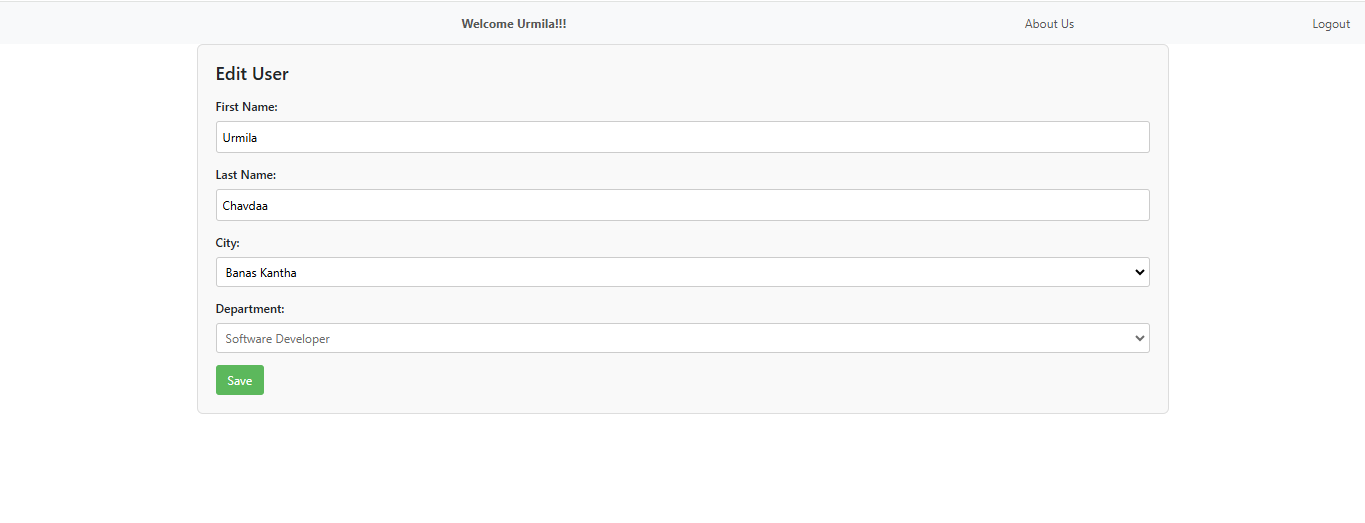 Welcome Urmila!!! About Us Logout
Edit User
First Name:
Urmila
Last Name:
Chavdaa
City:
Banas Kantha
Department:
Software Developer
Save